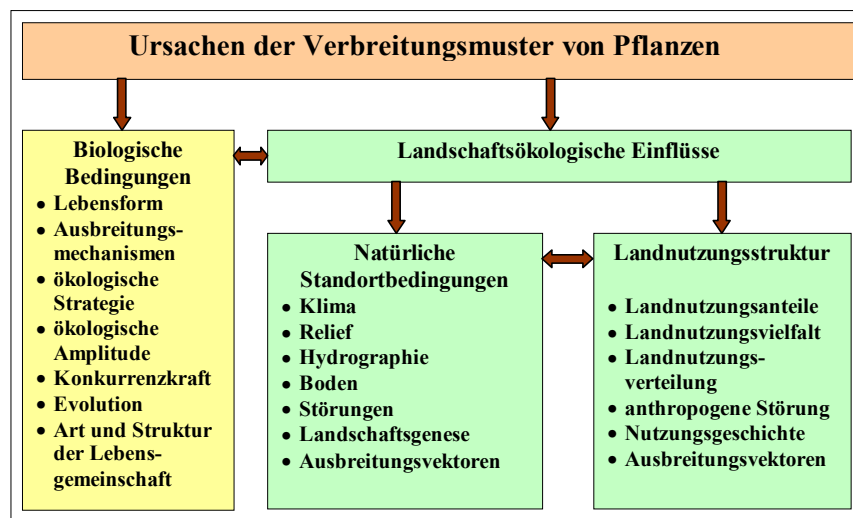 Ursachen der Verbreitungsmuster von Pflanzen
Biologische
Bedingungen
• Lebensform
• Ausbreitungs-
mechanismen
• ökologische
Strategie
• ökologische
Amplitude
• Konkurrenzkraft
• Evolution
• Art und Struktur
der Lebens-
gemeinschaft
Landschaftsökologische Einflüsse
Natürliche
Standortbedingungen
• Klima
• Relief
• Hydrographie
• Boden
• Störungen
• Landschaftsgenese
• Ausbreitungsvektoren
Landnutzungsstruktur
• Landnutzungsanteile
• Landnutzungsvielfalt
• Landnutzungs-
verteilung
• anthropogene Störung
• Nutzungsgeschichte
• Ausbreitungsvektoren